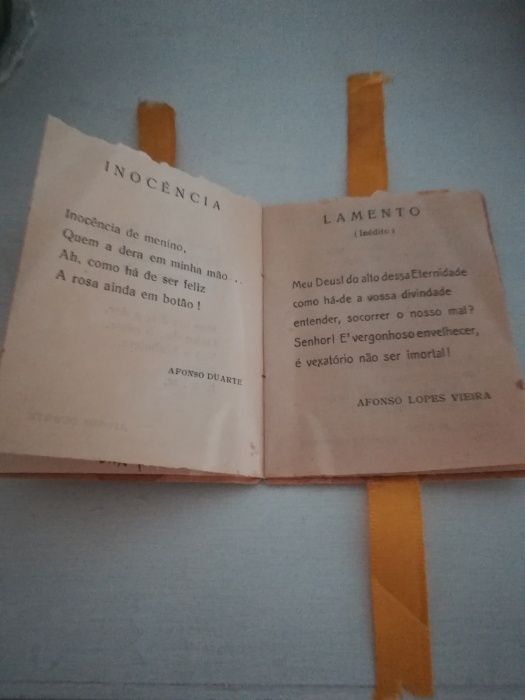 INOCÊNCIA
Inocência de menino,
Quem a dera em minha mão ..
Ah, como há de ser feliz
A rosa ainda em botão !
AFONSO DUARTE
LAMENTO
(Inédito)
Meu Deus! do alto dessa Eternidade
como há-de a vossa divindade
entender, socorrer o nosso mal?
Senhor! E' vergonhoso envelhecer,
é vexatório não ser imortal!
AFONSO LOPES VIEIRA